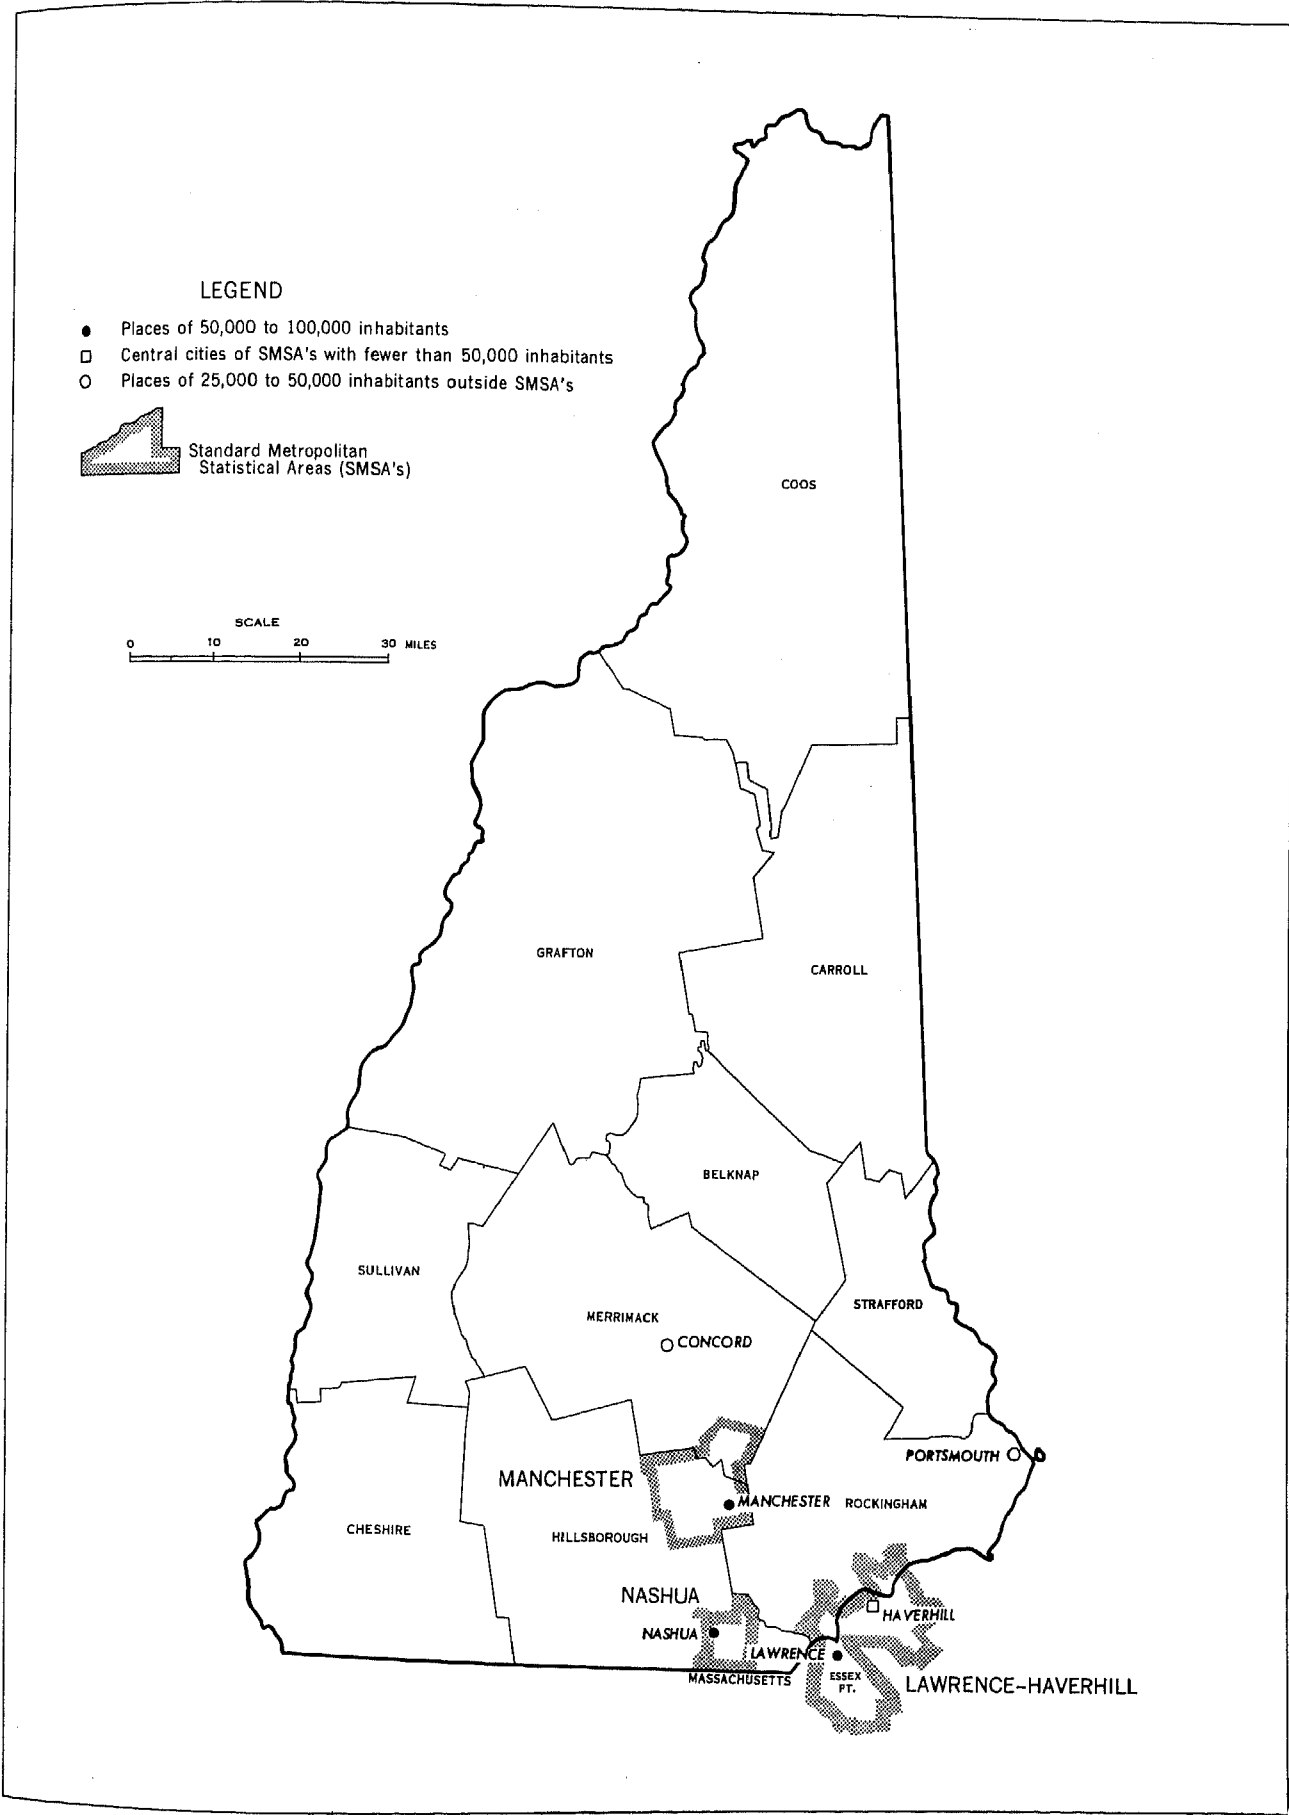 LEGEND
Places of 50,000 to 100,000 inhabitants
Central cities of SMSA's with fewer than 50,000 inhabitants
Places of 25,000 to 50,000 inhabitants outside SMSA's
Standard Metropolitan
Statistical Areas (SMSA's)
COOS
SCALE
0 10 20 30 MILES
GRAFTON
CARROLL
BELKNAP
SULLIVAN
STRAFFORD
MERRIMACK
CONCORD
PORTSMOUTH
MANCHESTER
MANCHESTER
ROCKINGHAM
CHESHIRE
HILLSBOROUGH
NASHUA
HAVERHILL
NASHUA
LAWRENCE
MASSACHUSETTS
ESSEX
PT.
LAWRENCE-HAVERHILL